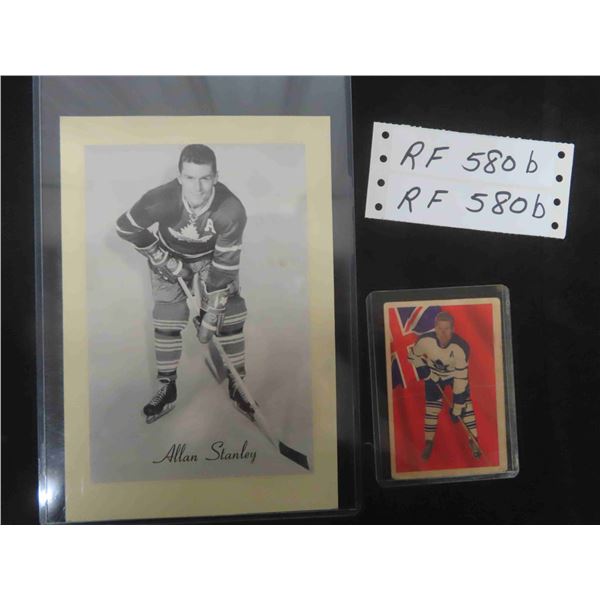 RF 580b
RF 580b
A
Allan Stanley